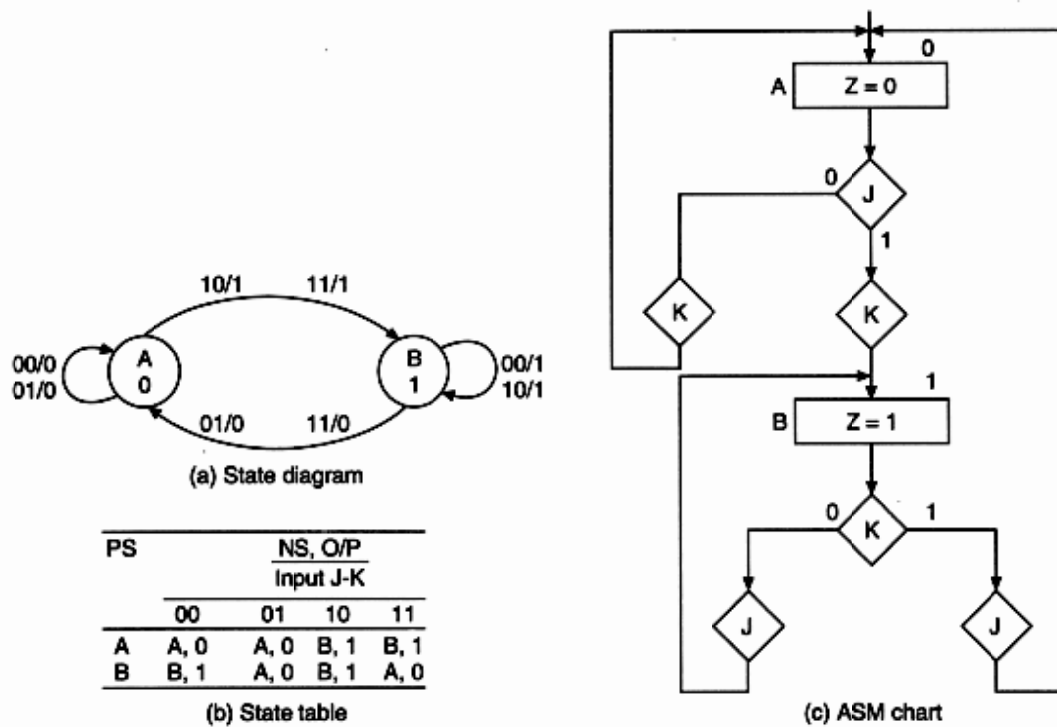 10/1 11/1
00/0
01/0
A
0
B
1
00/1
10/1
01/0 11/0
(a) State diagram
PS NS, O/P
Input J-K
00 01 10 11
A A, 0 A, 0 B, 1 B, 1
B B, 1 A, 0 B, 1 A, 0
(b) State table
0
A Z = 0
0 J
1
K K
1
B Z = 1
0 K 1
J J
(c) ASM chart